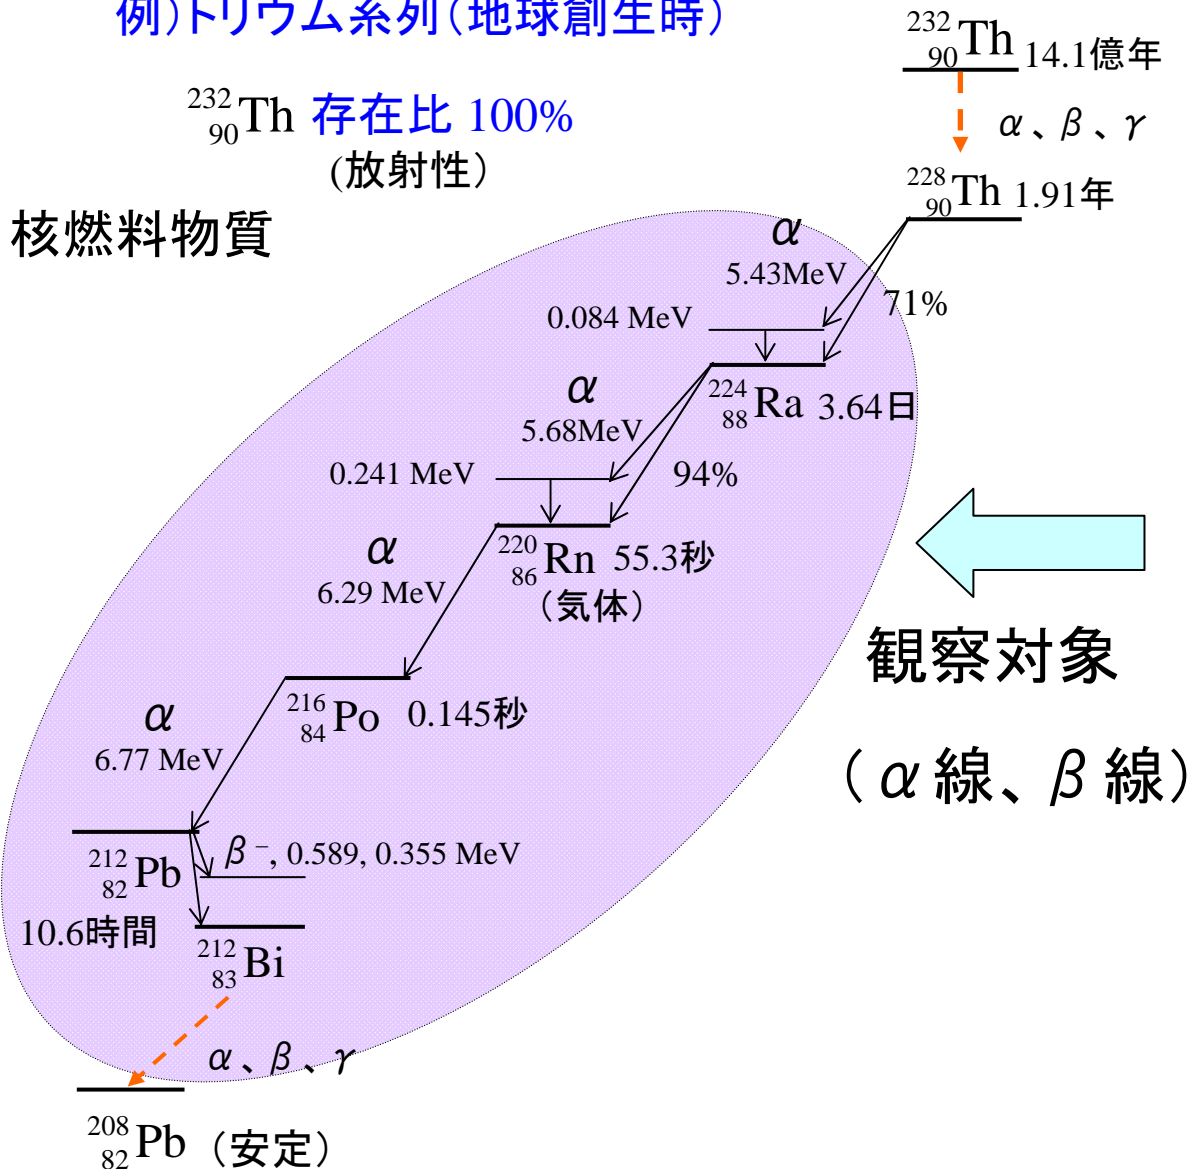 例)トリウム系列(地球創生時)
232 90 Th 14.1億年
232 90 Th 存在比 100%
(放射性)
α、β、γ
228 90 Th 1.91年
核燃料物質
α
5.43MeV
71%
0.084 MeV
224 88 Ra 3.64日
α
5.68MeV
94%
0.241 MeV
220 86 Rn 55.3秒
(気体)
α
6.29 MeV
観察対象
(α線、β線)
216 84 Po 0.145秒
α
6.77 MeV
212 82 Pb
β−, 0.589, 0.355 MeV
10.6時間
212 83 Bi
α、β、γ
208 82 Pb (安定)